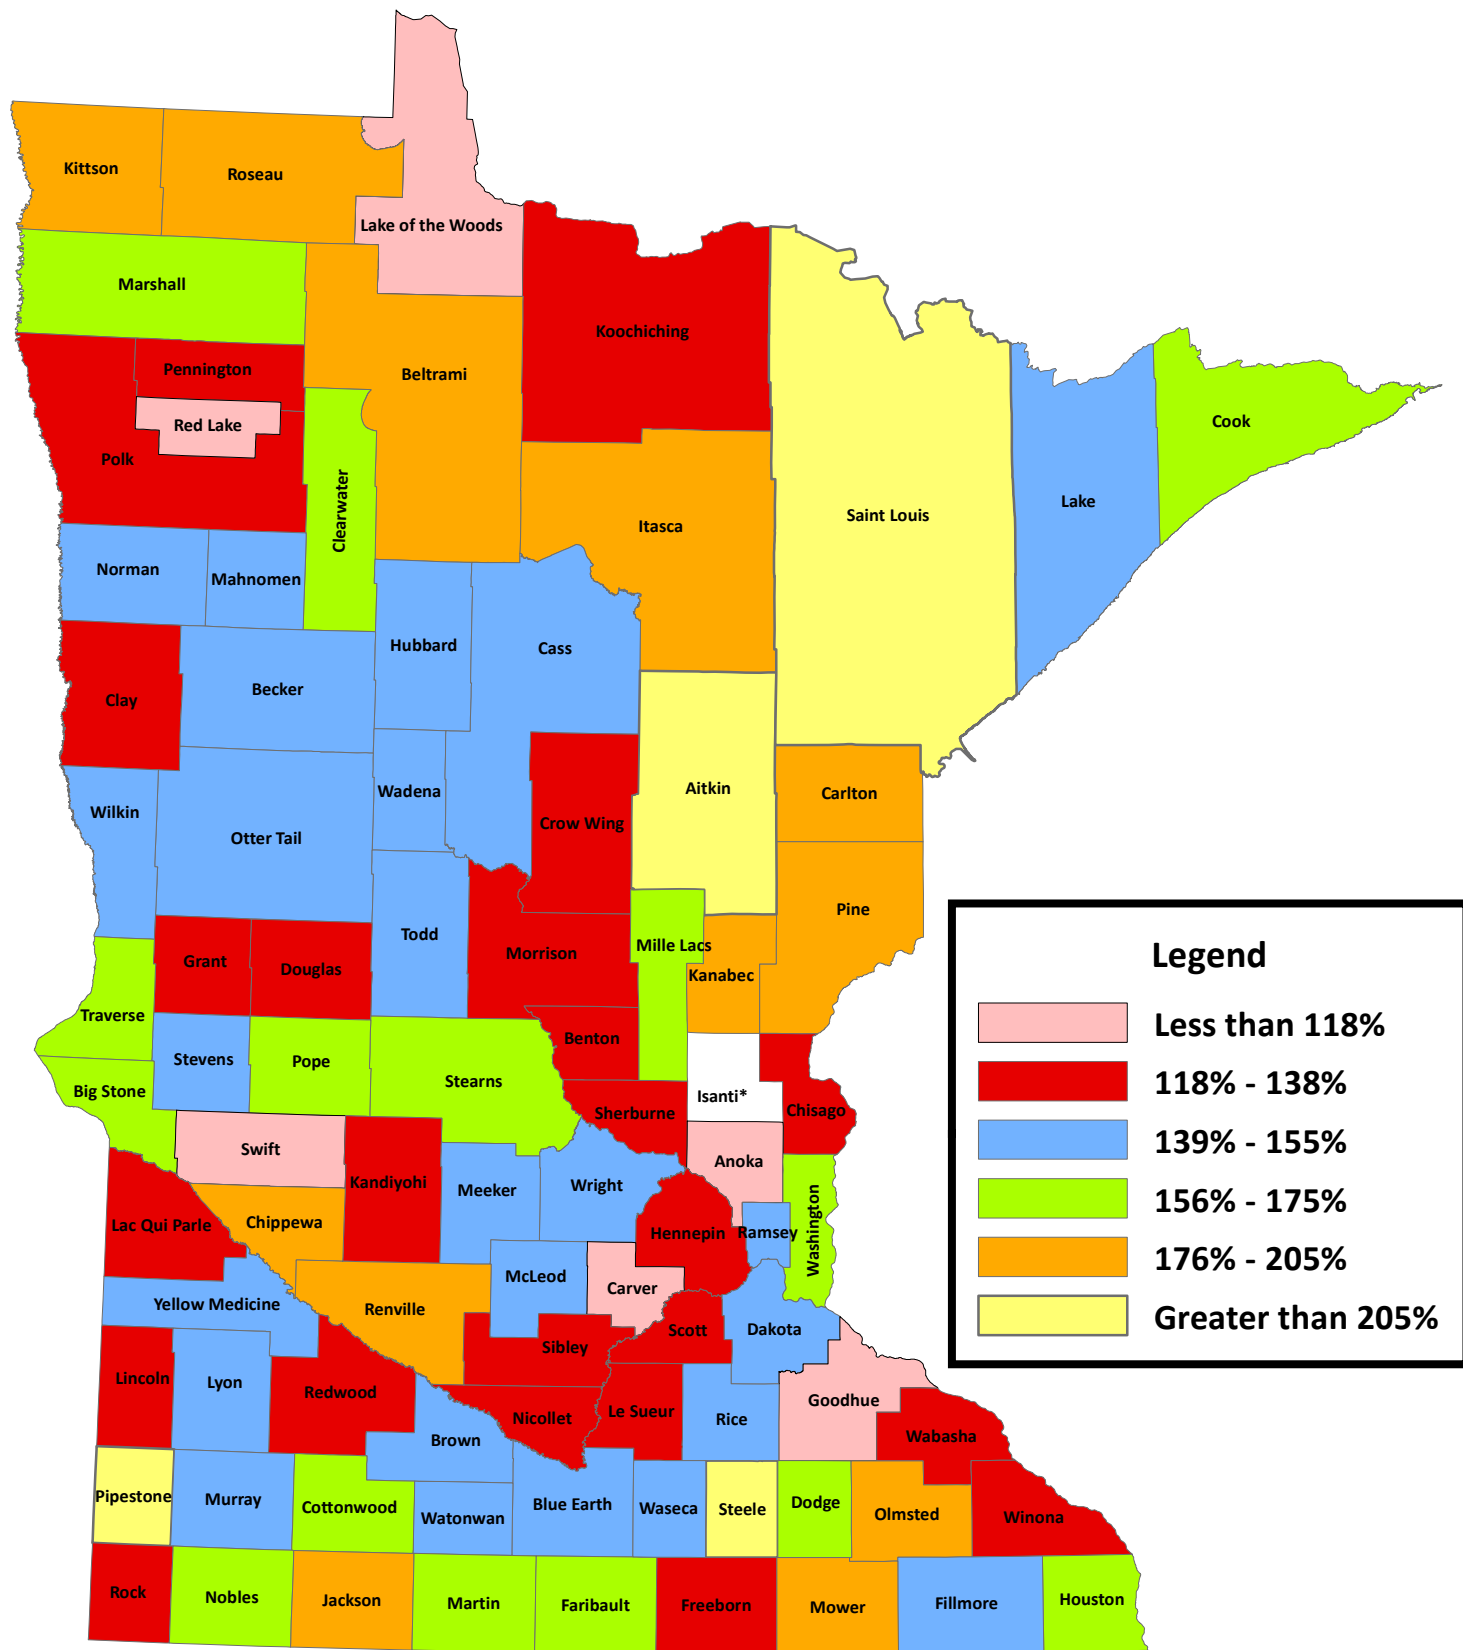 Kittson
Roseau
Lake of the Woods
Marshall
Koochiching
Pennington
Beltrami
Red Lake
Polk
Cook
Clearwater
Lake
Saint Louis
Itasca
Norman
Mahnomen
Hubbard
Cass
Becker
Clay
Aitkin
Wadena
Carlton
Wilkin
Crow Wing
Otter Tail
Pine
Todd
Mille Lacs
Morrison
Grant
Douglas
Kanabec
Traverse
Benton
Stevens
Pope
Stearns
Big Stone
Isanti*
Chisago
Sherburne
Swift
Anoka
Kandiyohi
Meeker
Wright
Washington
Lac Qui Parle
Chippewa
Hennepin
Ramsey
McLeod
Carver
Yellow Medicine
Renville
Scott
Dakota
Sibley
Lincoln
Lyon
Redwood
Goodhue
Nicollet
Le Sueur
Rice
Wabasha
Brown
Pipestone
Murray
Cottonwood
Watonwan
Blue Earth
Waseca
Steele
Dodge
Olmsted
Winona
Rock
Nobles
Jackson
Martin
Faribault
Freeborn
Mower
Fillmore
Houston
Legend
Less than 118%
118% - 138%
139% - 155%
156% - 175%
176% - 205%
Greater than 205%